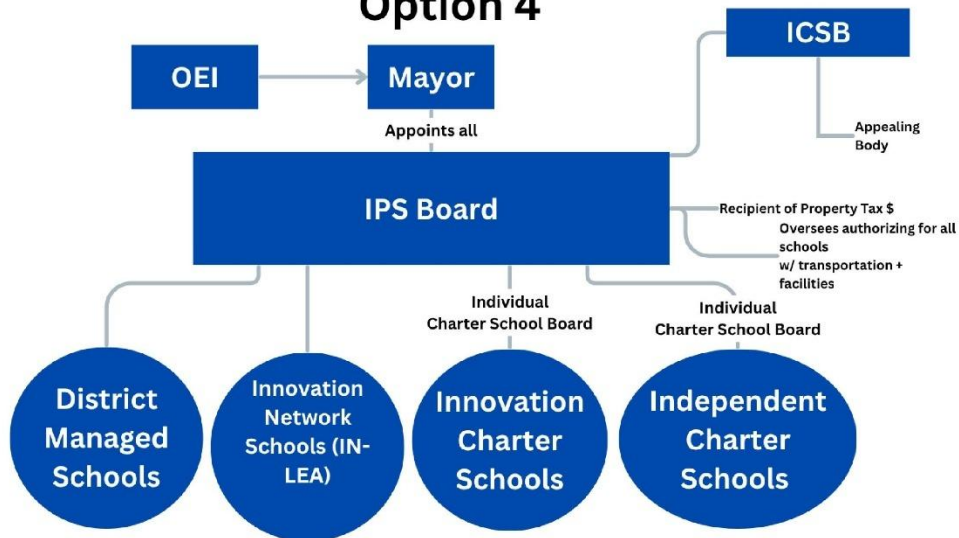 Option 4
OEI
Mayor
ICSB
Appoints all
Appealing
Body
IPS Board
Recipient of Property Tax $
Oversees authorizing for all
schools
w/ transportation +
facilities
Individual
Charter School Board
Individual
Charter School Board
District
Managed
Schools
Innovation
Network
Schools (IN-
LEA)
Innovation
Charter
Schools
Independent
Charter
Schools